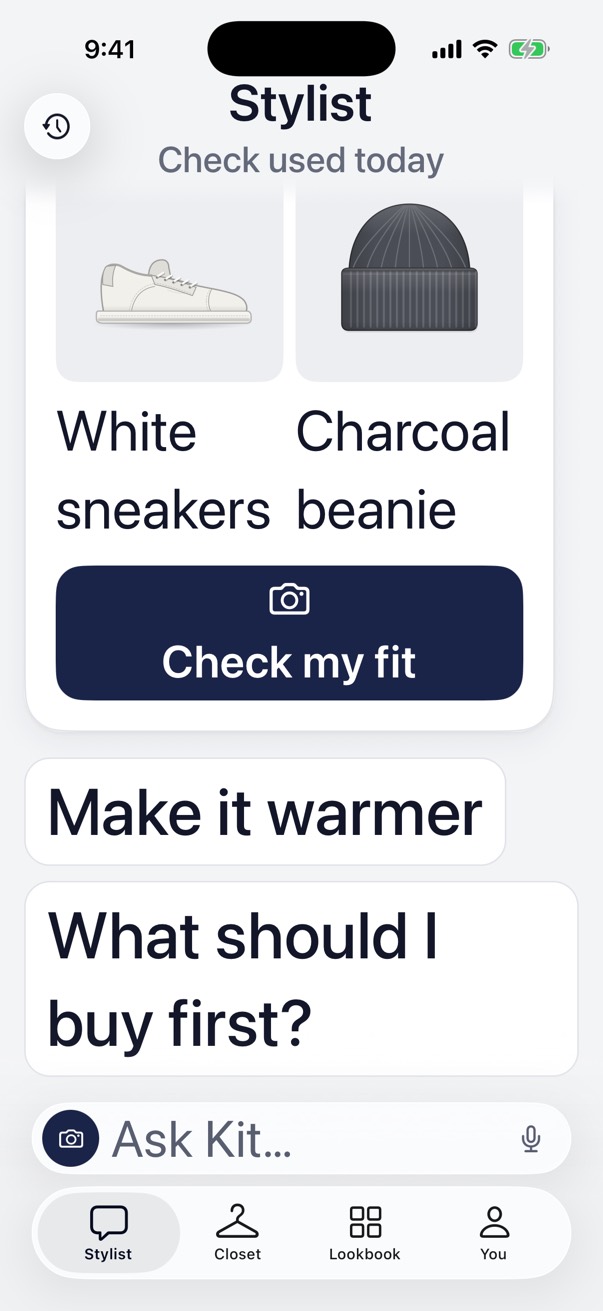 9:41
Stylist
Check used today
White
sneakers
Charcoal
beanie
Check my fit
Make it warmer
What should I
buy first?
Ask Kit...
Stylist
Closet
Lookbook
You